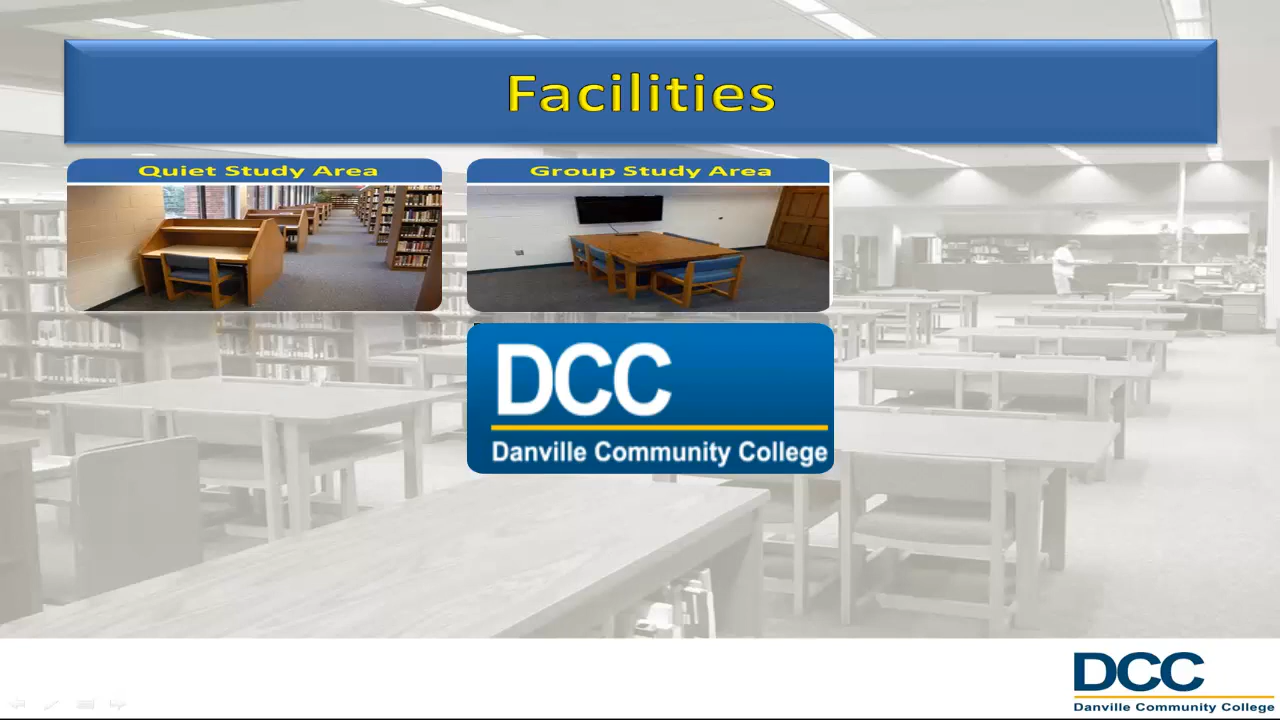 Facilities
Quiet Study Area
Group Study Area
DCC
Danville Community College
DCC
Danville Community College